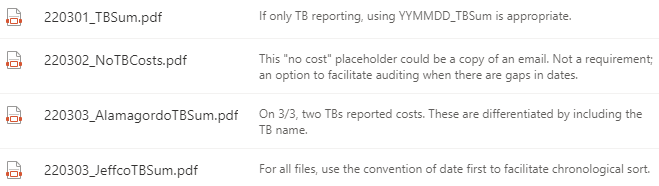 220301_TBSum.pdf If only TB reporting, using YYMMDD_TBSum is appropriate.
220302_NoTBCosts.pdf This "no cost" placeholder could be a copy of an email. Not a requirement;
an option to facilitate auditing when there are gaps in dates.
220303_AlamagordoTBSum.pdf On 3/3, two TBs reported costs. These are differentiated by including the
TB name.
220303_JeffcoTBSum.pdf For all files, use the convention of date first to facilitate chronological sort.